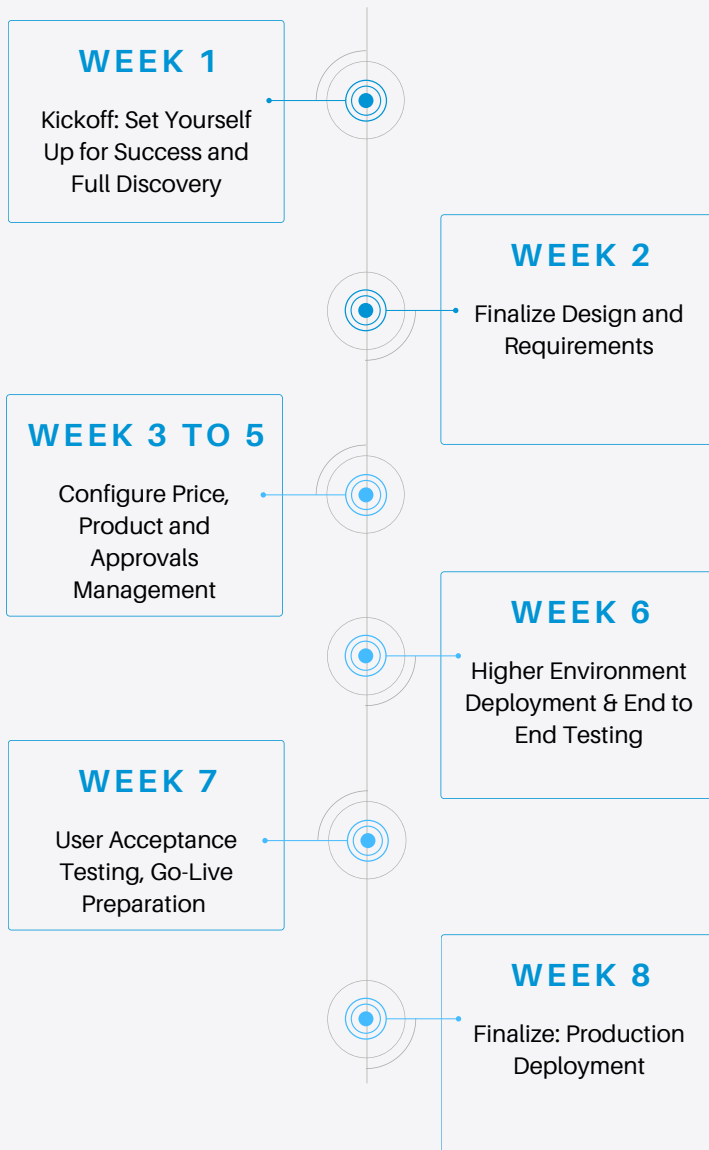 WEEK 1
Kickoff: Set Yourself
Up for Success and
Full Discovery
WEEK 2
Finalize Design and
Requirements
WEEK 3 TO 5
Configure Price,
Product and
Approvals
Management
WEEK 6
Higher Environment
Deployment & End to
End Testing
WEEK 7
User Acceptance
Testing, Go-Live
Preparation
WEEK 8
Finalize: Production
Deployment